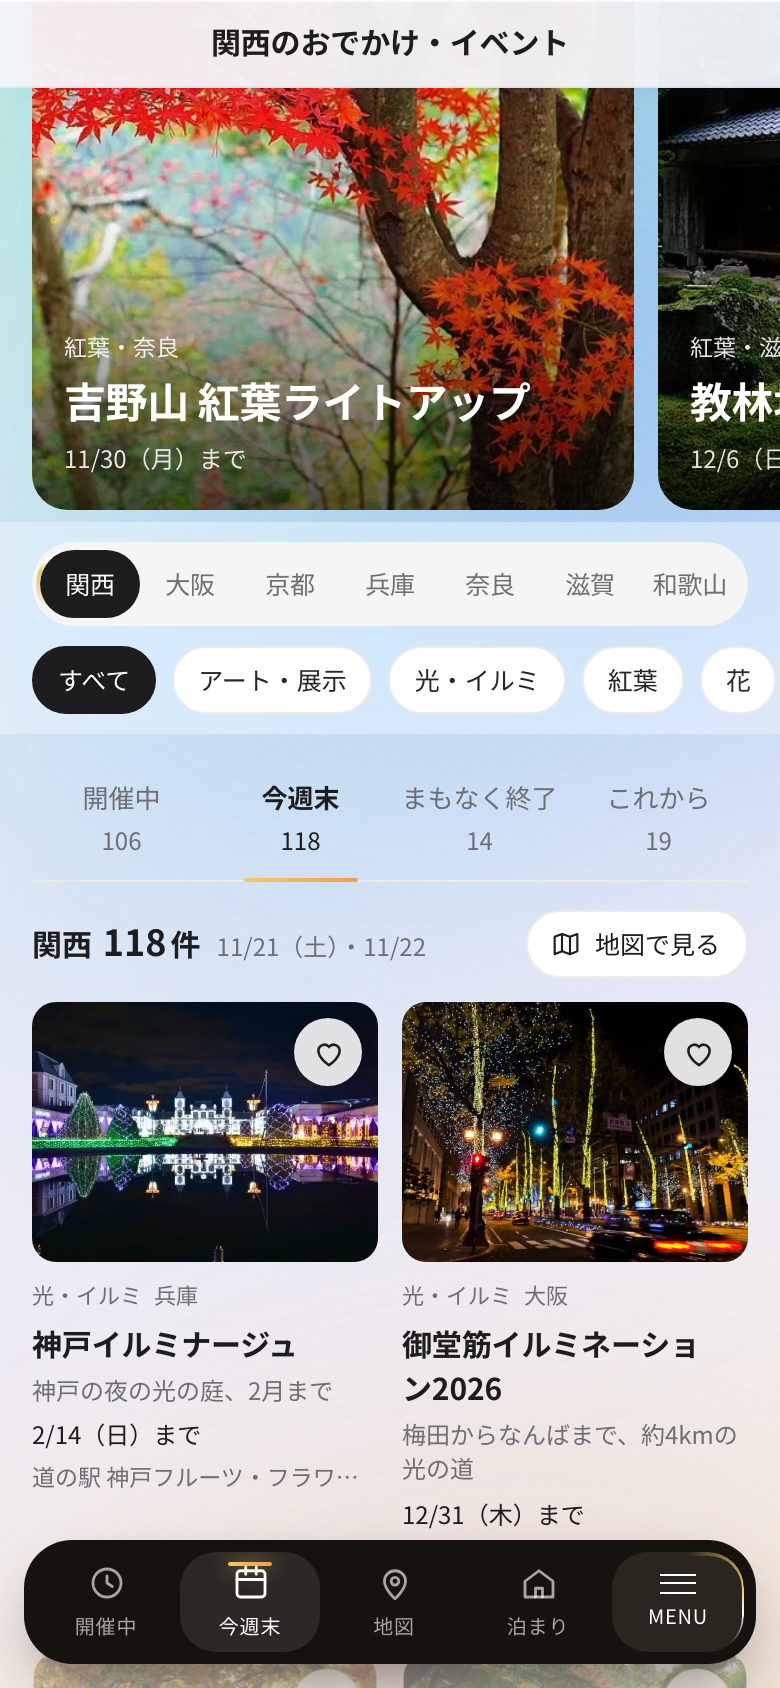 関西のおでかけ・イベント
紅葉・奈良
吉野山 紅葉ライトアップ
11/30（月）まで
紅葉・滋
教林
12/6（日
関西 大阪 京都 兵庫 奈良 滋賀 和歌山
すべて アート・展示 光・イルミ 紅葉 花
開催中 今週末 まもなく終了 これから
106 118 14 19
関西 118件 11/21（土）・11/22 地図で見る
光・イルミ 兵庫
神戸イルミナージュ
神戸の夜の光の庭、2月まで
2/14（日）まで
道の駅 神戸フルーツ・フラワ…
光・イルミ 大阪
御堂筋イルミネーショ
ン2026
梅田からなんばまで、約4kmの
光の道
12/31（木）まで
開催中 今週末 地図 泊まり MENU